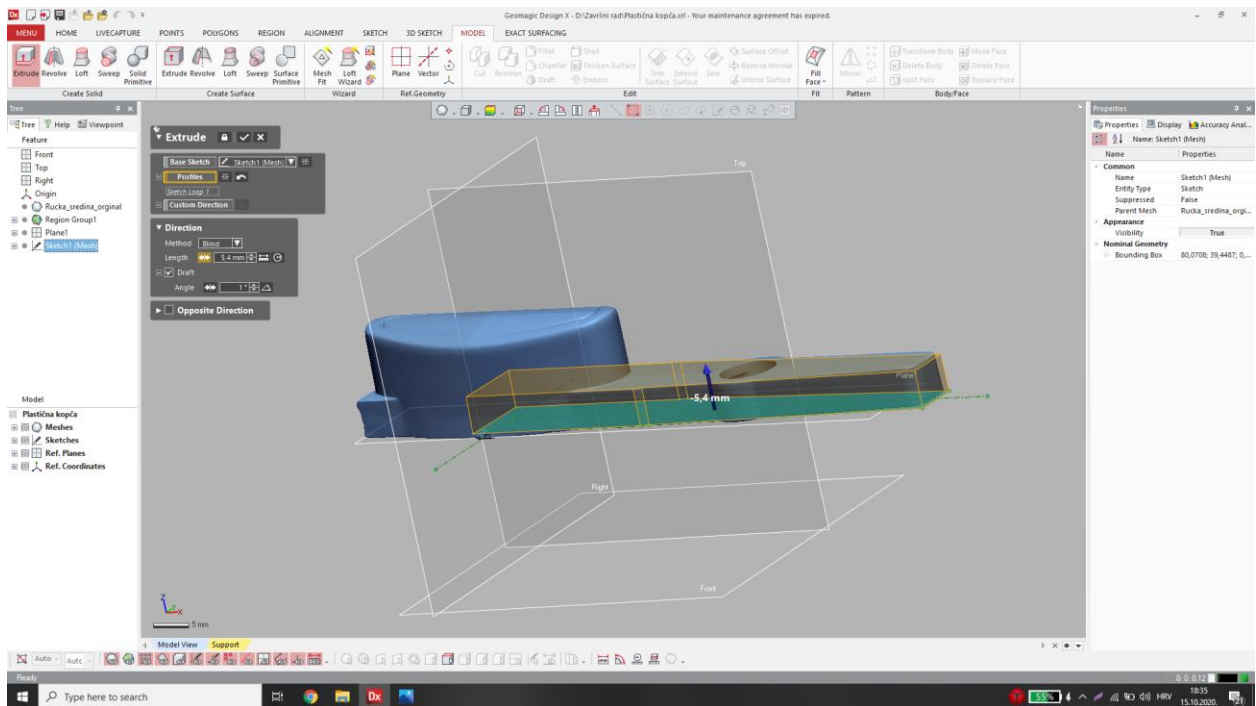 Geomagic Design X - D:\Završni rad\Plastična kopča.xrl - Your maintenance agreement has expired.
MENU HOME LIVECAPTURE POINTS POLYGONS REGION ALIGNMENT SKETCH 3D SKETCH MODEL EXACT SURFACING
Fillet Shell Surface Offset Transform Body Move Face
Chamfer Thicken Surface Reverse Normal Delete Body Delete Face
Draft Emboss Untrim Surface Split Face Replace Face
Extrude Revolve Loft Sweep Solid Primitive Extrude Revolve Loft Sweep Surface Primitive Mesh Fit Loft Wizard Plane Vector Cut Boolean Trim Surface Extend Surface Sew Fill Face Mirror
Create Solid Create Surface Wizard Ref.Geometry Edit Fit Pattern Body/Face
Tree
Tree Help Viewpoint
Feature
Front
Top
Right
Origin
Rucka_sredina_orginal
Region Group1
Plane1
Sketch1 (Mesh)
Extrude
Base Sketch Sketch1 (Mesh)
Profiles
Sketch Loop 1
Custom Direction
Direction
Method Blind
Length 5,4 mm
Draft
Angle 1°
Opposite Direction
Top
Plane
-5,4 mm
Right
Front
Z
X
5 mm
Model
Plastična kopča
Meshes
Sketches
Ref. Planes
Ref. Coordinates
Properties
Properties Display Accuracy Anal...
Name: Sketch1 (Mesh)
Name Properties
Common
Name Sketch1 (Mesh)
Entity Type Sketch
Suppressed False
Parent Mesh Rucka_sredina_orgi...
Appearance
Visibility True
Nominal Geometry
Bounding Box 80,0708; 39,4487; 0,...
Model View Support
Auto Autc
Ready 0: 0: 0,12
Type here to search Dx 55% HRV 18:35
15.10.2020. 21